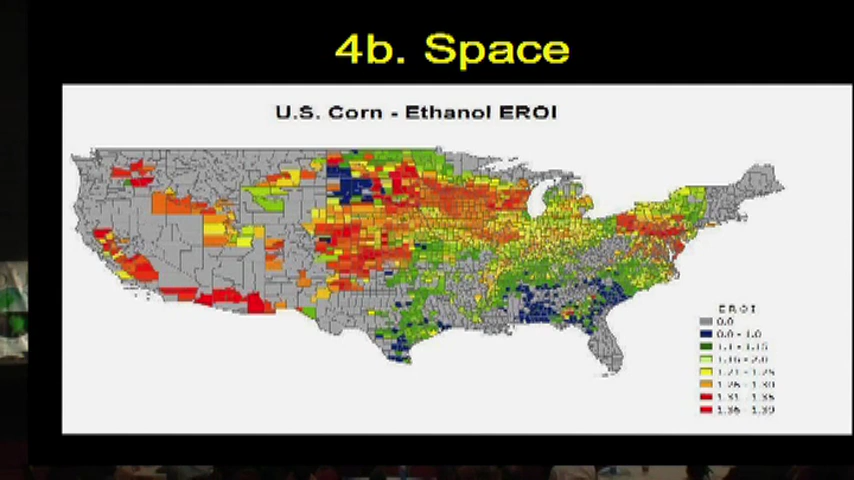 4b. Space
U.S. Corn - Ethanol EROI
EROI
0.0
0.0 - 1.0
1.1 - 1.15
1.16 - 2.0
1.21 - 1.25
1.26 - 1.30
1.31 - 1.35
1.36 - 1.39